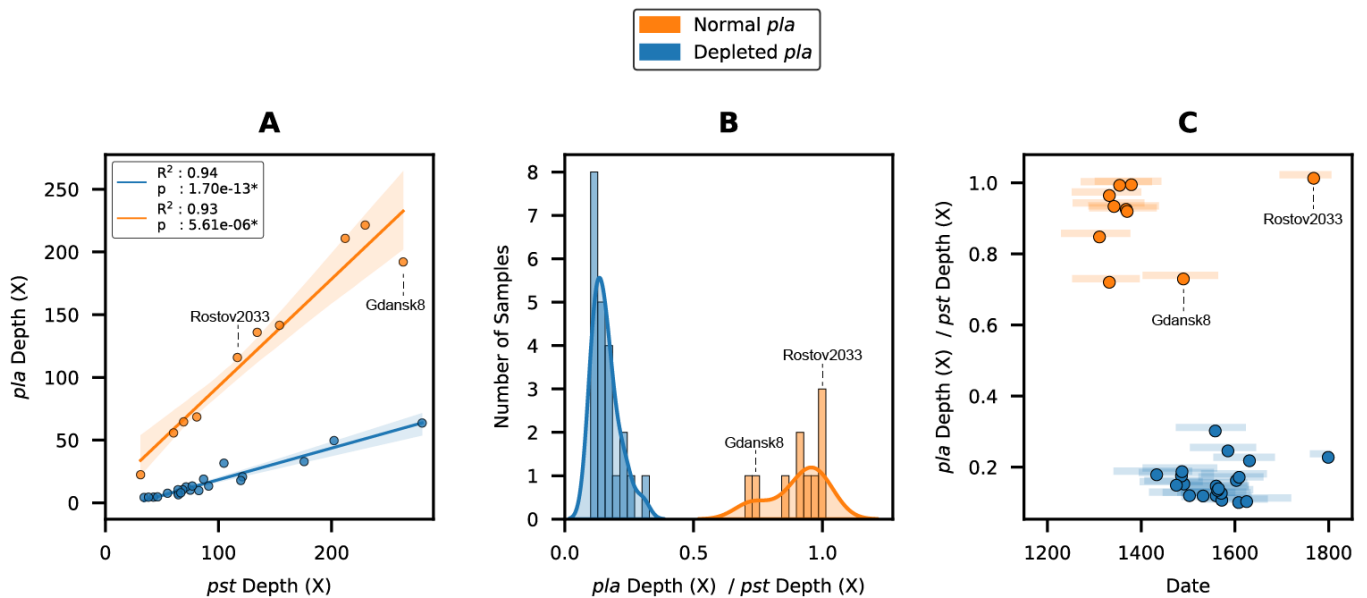 Normal pla
Depleted pla
A
R² : 0.94
p : 1.70e-13*
R² : 0.93
p : 5.61e-06*
Rostov2033
Gdansk8
250
200
150
100
50
0
pla Depth (X)
0 100 200
pst Depth (X)
B
8
7
6
5
4
3
2
1
0
Number of Samples
Rostov2033
Gdansk8
0.0 0.5 1.0
pla Depth (X) / pst Depth (X)
C
1.0
0.8
0.6
0.4
0.2
pla Depth (X) / pst Depth (X)
Rostov2033
Gdansk8
1200 1400 1600 1800
Date